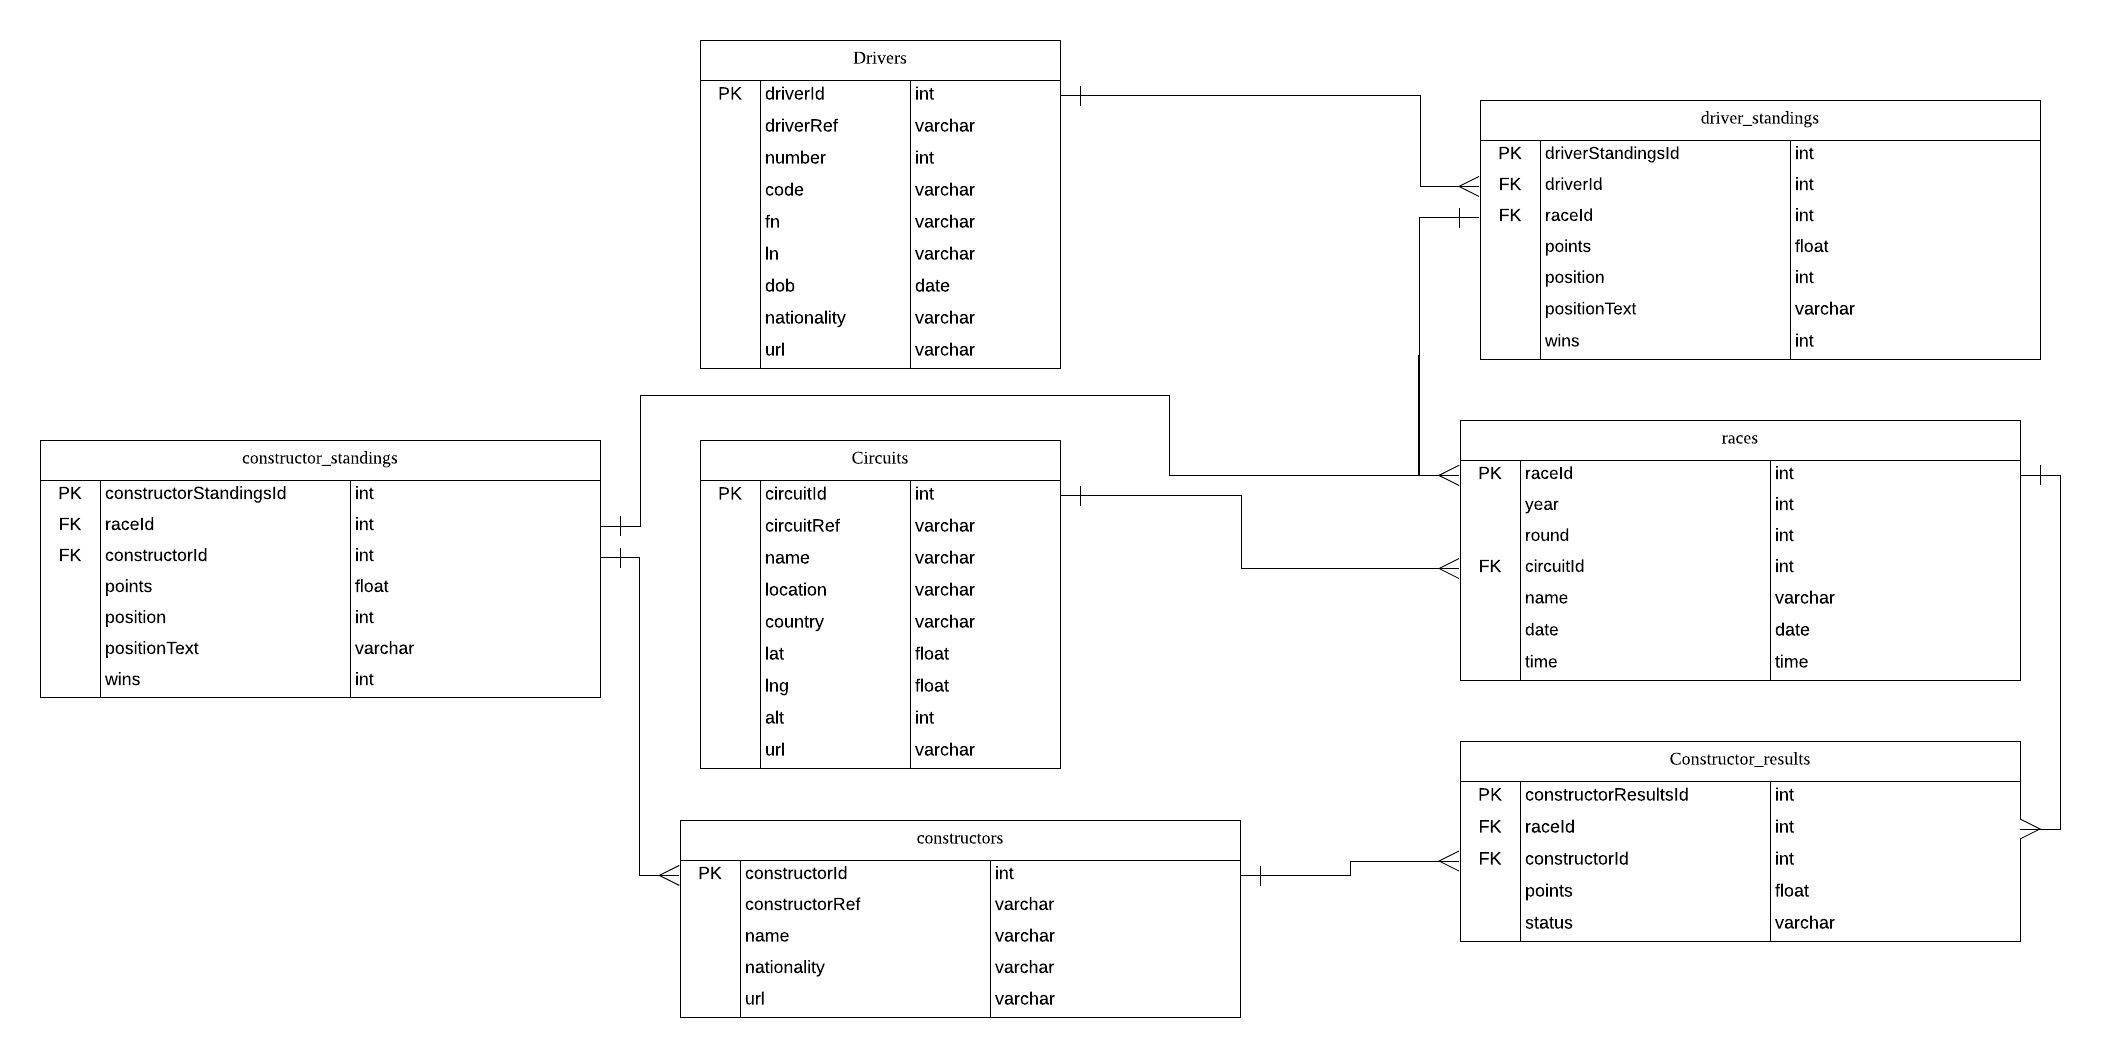 Drivers
PK driverId int
driverRef varchar
number int
code varchar
fn varchar
ln varchar
dob date
nationality varchar
url varchar
driver_standings
PK driverStandingsId int
FK driverId int
FK raceId int
points float
position int
positionText varchar
wins int
constructor_standings
PK constructorStandingsId int
FK raceId int
FK constructorId int
points float
position int
positionText varchar
wins int
Circuits
PK circuitId int
circuitRef varchar
name varchar
location varchar
country varchar
lat float
lng float
alt int
url varchar
races
PK raceId int
year int
round int
FK circuitId int
name varchar
date date
time time
constructors
PK constructorId int
constructorRef varchar
name varchar
nationality varchar
url varchar
Constructor_results
PK constructorResultsId int
FK raceId int
FK constructorId int
points float
status varchar